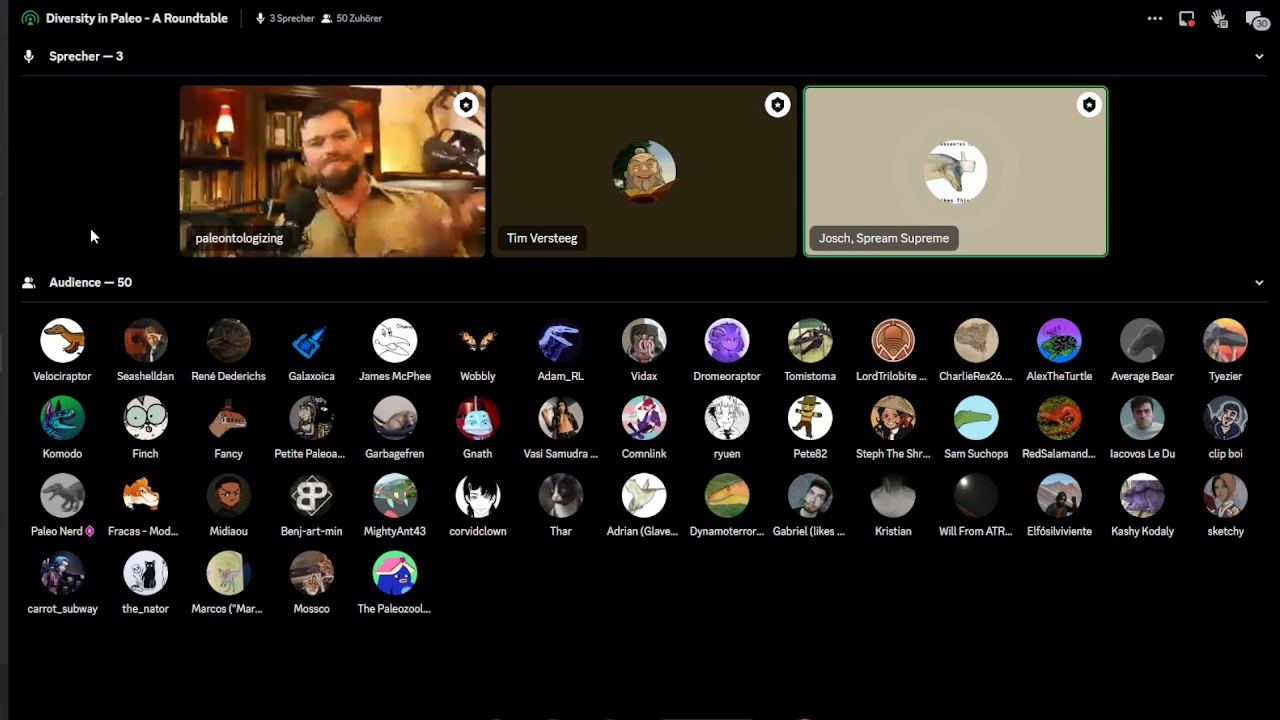 Diversity in Paleo - A Roundtable 3 Sprecher 50 Zuhörer 30
Sprecher — 3
paleontologizing Tim Versteeg Josch, Spream Supreme
Audience — 50
Velociraptor Seashelldan René Dederichs Galaxoica James McPhee Wobbly Adam_RL Vidax Dromeoraptor Tomistoma LordTrilobite ... CharlieRex26.... AlexTheTurtle Average Bear Tyezier
Komodo Finch Fancy Petite Paleoa... Garbagefren Gnath Vasi Samudra ... Comnlink ryuen Pete82 Steph The Shr... Sam Suchops RedSalamand... Iacovos Le Du clip boi
Paleo Nerd Fracas - Mod... Midiaou Benj-art-min MightyAnt43 corvidclown Thar Adrian (Glave... Dynamoterror... Gabriel (likes ... Kristian Will From ATR... Elfósilviviente Kashy Kodaly sketchy
carrot_subway the_nator Marcos ("Mar... Mossco The Paleozool...